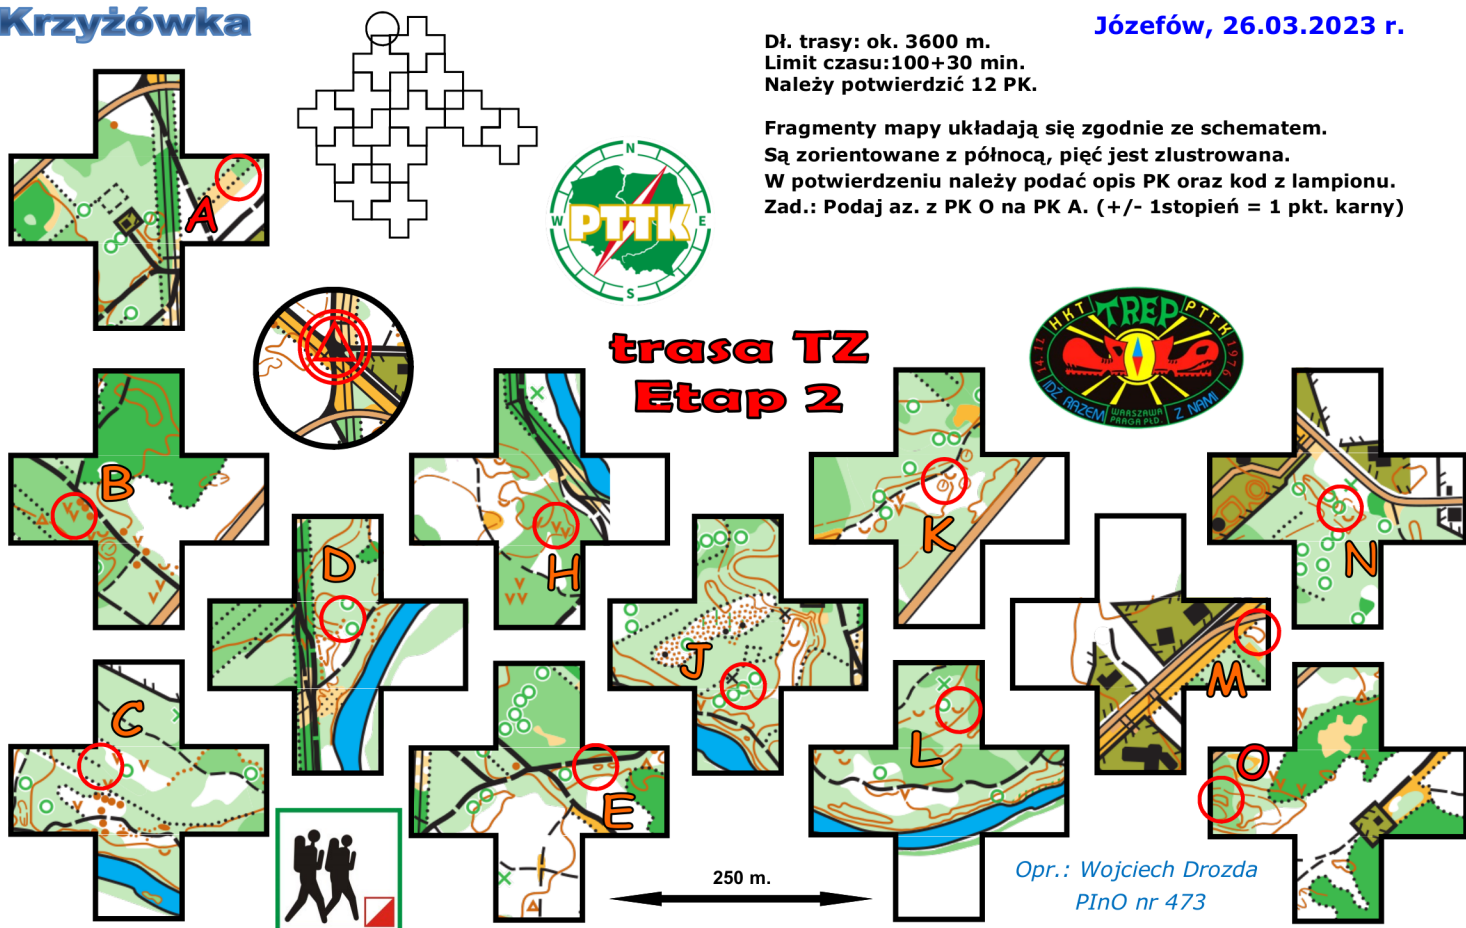 Krzyżówka
Józefów, 26.03.2023 r.
Dł. trasy: ok. 3600 m.
Limit czasu:100+30 min.
Należy potwierdzić 12 PK.
Fragmenty mapy układają się zgodnie ze schematem.
Są zorientowane z północą, pięć jest zlustrowana.
W potwierdzeniu należy podać opis PK oraz kod z lampionu.
Zad.: Podaj az. z PK O na PK A. (+/- 1stopień = 1 pkt. karny)
A
N
W
PTTK
E
S
trasa TZ
Etap 2
14.12
HKT
TREP
PTTK
1976
IDŹ RAZEM
WARSZAWA
PRAGA PŁD.
Z NAMI
B
D
H
K
N
C
J
M
E
L
O
250 m.
Opr.: Wojciech Drozda
PInO nr 473